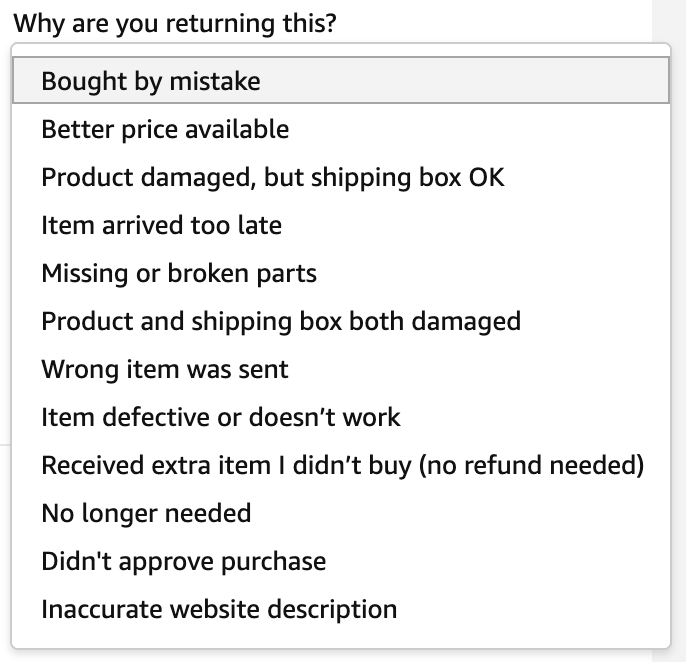 Why are you returning this?
Bought by mistake
Better price available
Product damaged, but shipping box OK
Item arrived too late
Missing or broken parts
Product and shipping box both damaged
Wrong item was sent
Item defective or doesn’t work
Received extra item I didn’t buy (no refund needed)
No longer needed
Didn't approve purchase
Inaccurate website description